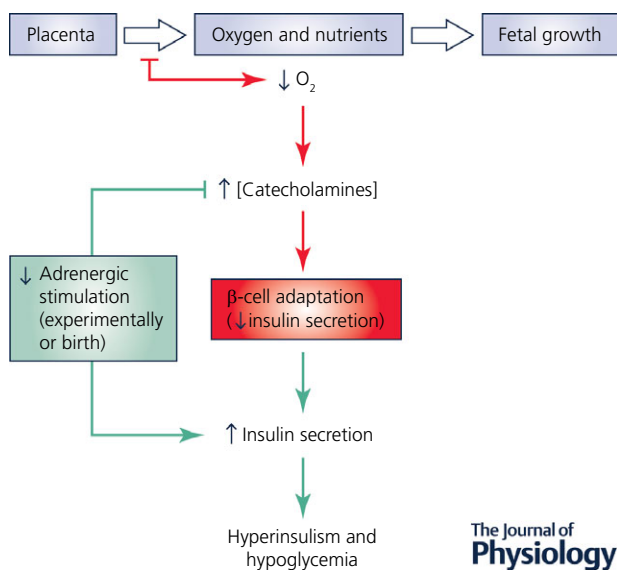 Placenta
Oxygen and nutrients
Fetal growth
↓ O₂
↑ [Catecholamines]
↓ Adrenergic
stimulation
(experimentally
or birth)
β-cell adaptation
(↓insulin secretion)
↑ Insulin secretion
Hyperinsulism and
hypoglycemia
The Journal of
Physiology